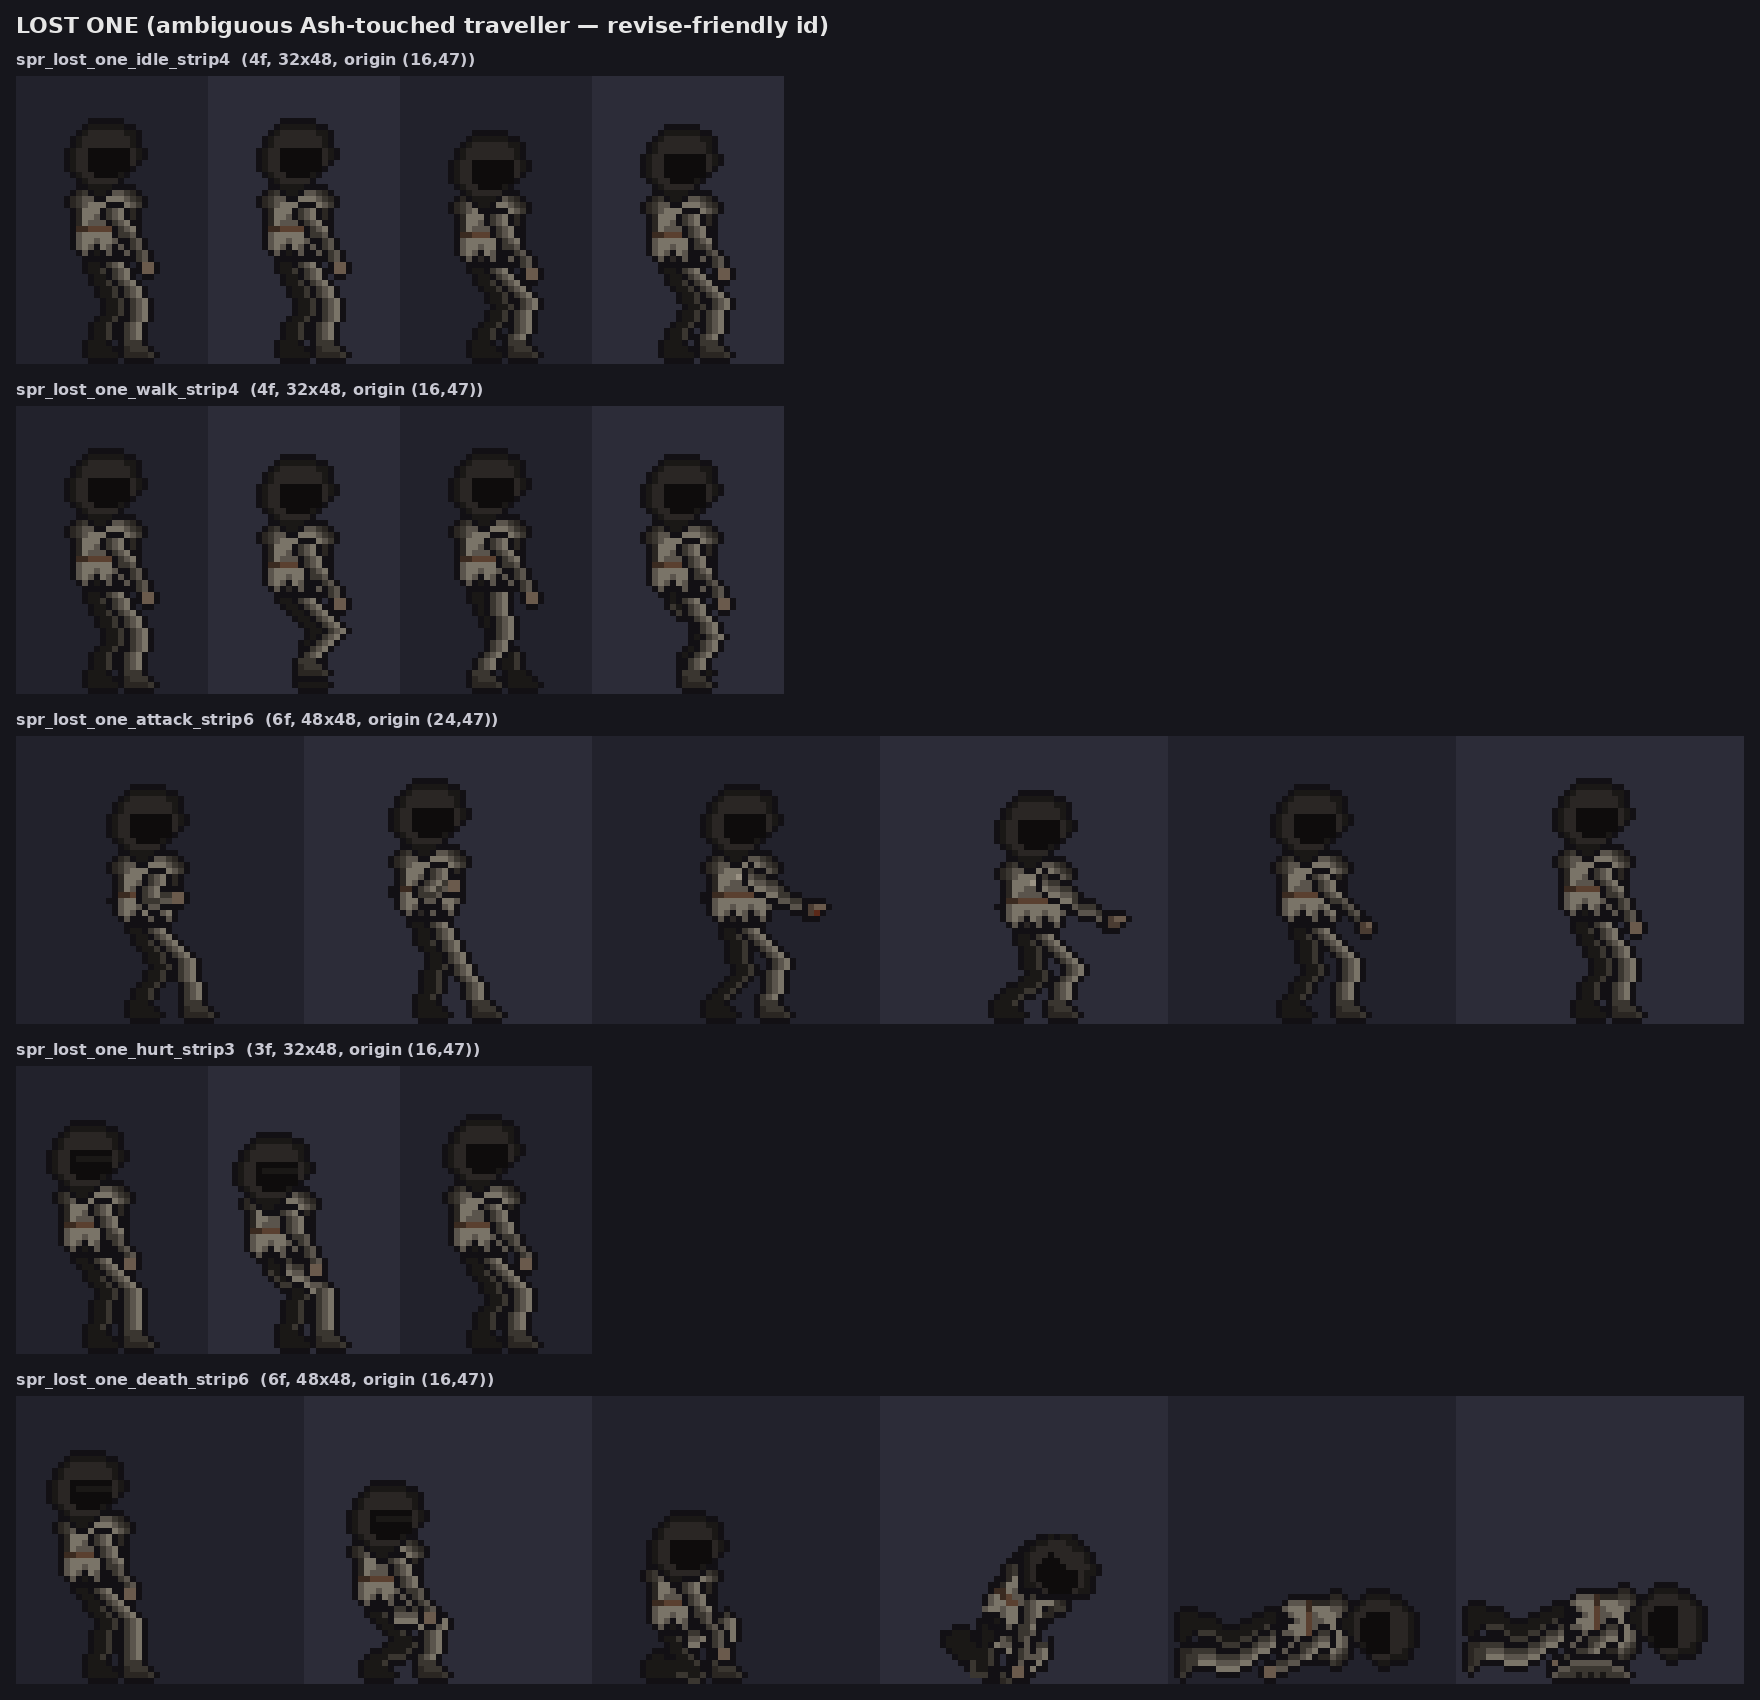 LOST ONE (ambiguous Ash-touched traveller — revise-friendly id)
spr_lost_one_idle_strip4 (4f, 32x48, origin (16,47))
spr_lost_one_walk_strip4 (4f, 32x48, origin (16,47))
spr_lost_one_attack_strip6 (6f, 48x48, origin (24,47))
spr_lost_one_hurt_strip3 (3f, 32x48, origin (16,47))
spr_lost_one_death_strip6 (6f, 48x48, origin (16,47))